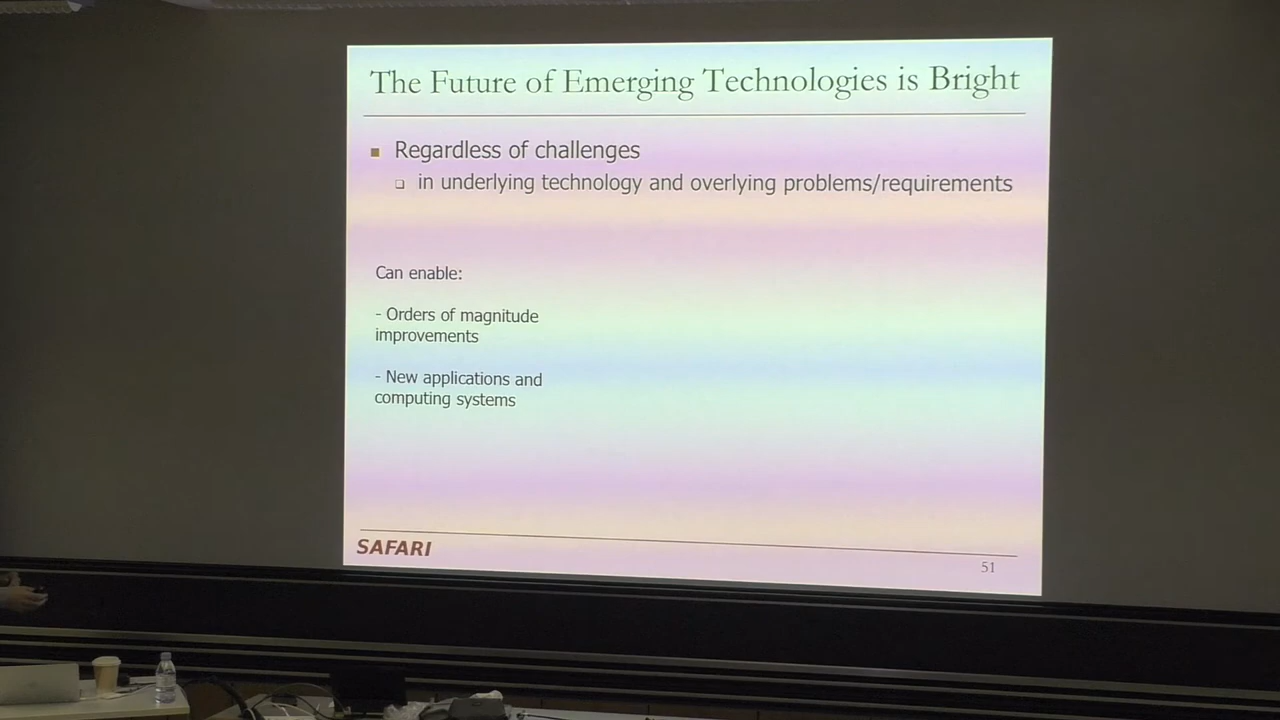 The Future of Emerging Technologies is Bright
■ Regardless of challenges
❑ in underlying technology and overlying problems/requirements
Can enable:
- Orders of magnitude
improvements
- New applications and
computing systems
SAFARI
51